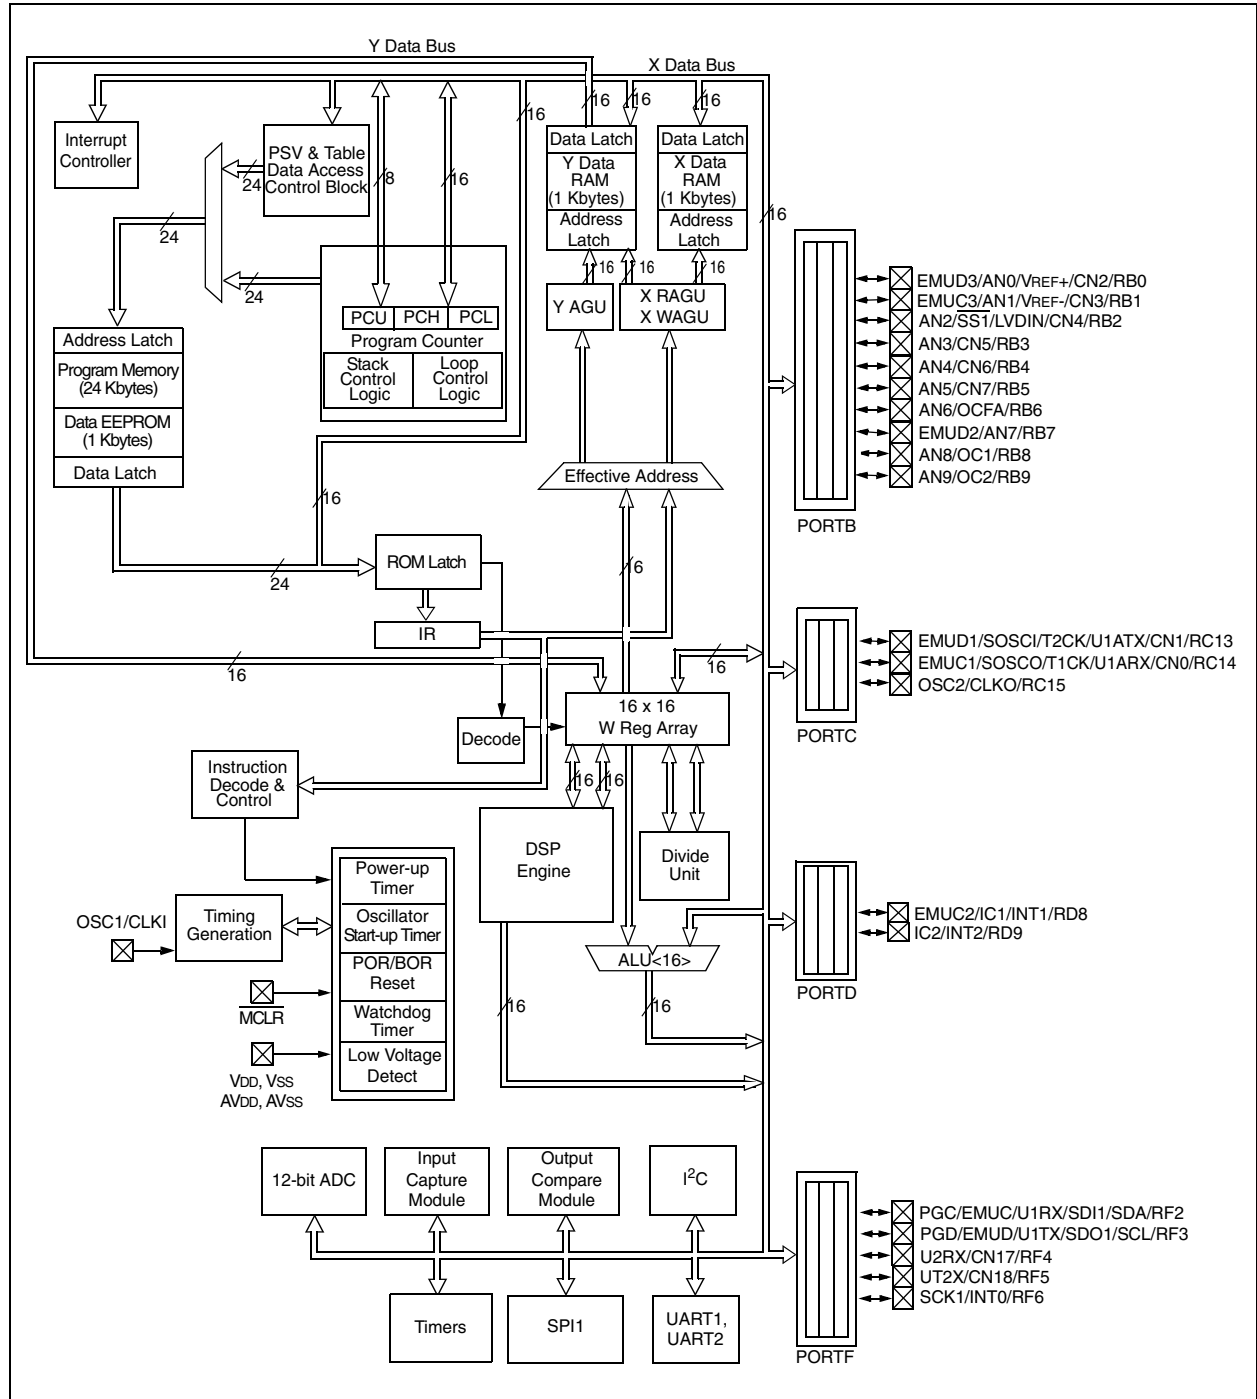 Y Data Bus
X Data Bus
16
16
16
16
Interrupt
Controller
PSV & Table
Data Access
Control Block
24
8
16
24
24
Data Latch
Y Data
RAM
(1 Kbytes)
Address
Latch
Data Latch
X Data
RAM
(1 Kbytes)
Address
Latch
16
16
16
16
Y AGU
X RAGU
X WAGU
PCU
PCH
PCL
Program Counter
Stack
Control
Logic
Loop
Control
Logic
Address Latch
Program Memory
(24 Kbytes)
Data EEPROM
(1 Kbytes)
Data Latch
Effective Address
16
24
16
ROM Latch
IR
16
16
16 x 16
W Reg Array
Decode
Instruction
Decode &
Control
16
16
DSP
Engine
Divide
Unit
Power-up
Timer
Oscillator
Start-up Timer
POR/BOR
Reset
Watchdog
Timer
Low Voltage
Detect
OSC1/CLKI
Timing
Generation
MCLR
VDD, VSS
AVDD, AVSS
ALU<16>
16
16
12-bit ADC
Input
Capture
Module
Output
Compare
Module
I2C
Timers
SPI1
UART1,
UART2
EMUD3/AN0/VREF+/CN2/RB0
EMUC3/AN1/VREF-/CN3/RB1
AN2/SS1/LVDIN/CN4/RB2
AN3/CN5/RB3
AN4/CN6/RB4
AN5/CN7/RB5
AN6/OCFA/RB6
EMUD2/AN7/RB7
AN8/OC1/RB8
AN9/OC2/RB9
PORTB
EMUD1/SOSCI/T2CK/U1ATX/CN1/RC13
EMUC1/SOSCO/T1CK/U1ARX/CN0/RC14
OSC2/CLKO/RC15
PORTC
EMUC2/IC1/INT1/RD8
IC2/INT2/RD9
PORTD
PGC/EMUC/U1RX/SDI1/SDA/RF2
PGD/EMUD/U1TX/SDO1/SCL/RF3
U2RX/CN17/RF4
UT2X/CN18/RF5
SCK1/INT0/RF6
PORTF